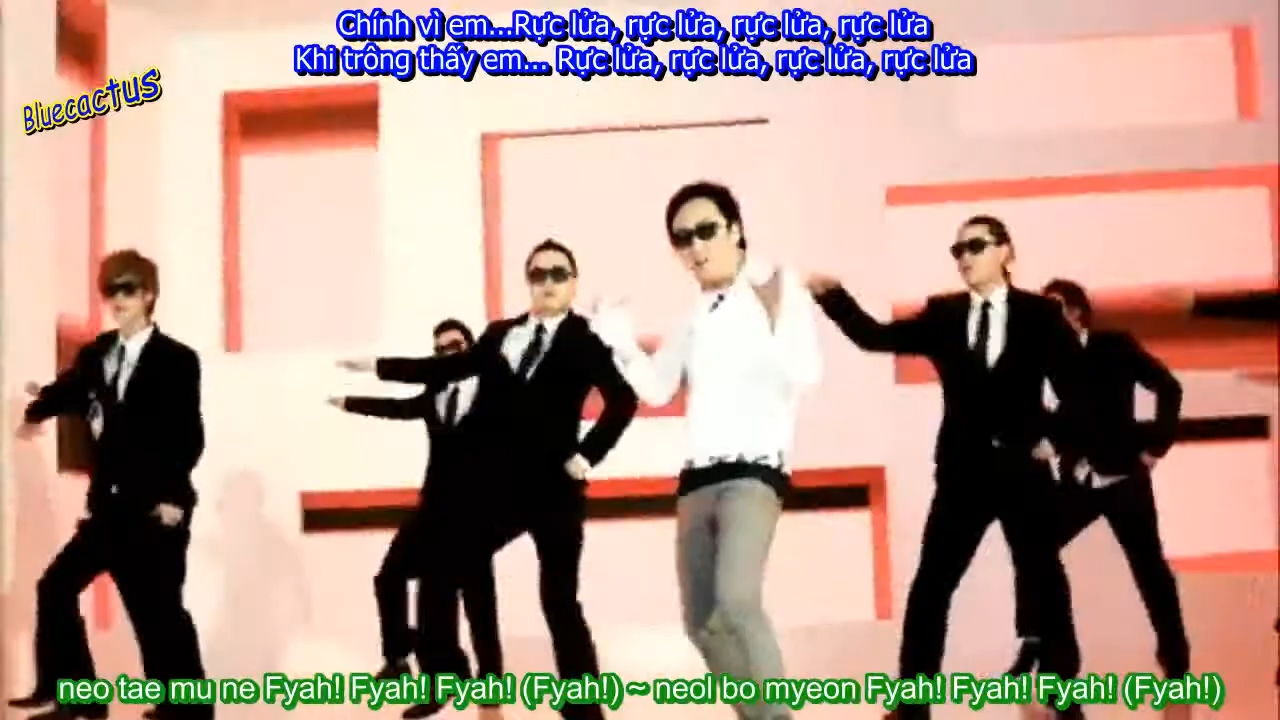 Chính vì em...Rực lửa, rực lửa, rực lửa, rực lửa
Khi trông thấy em... Rực lửa, rực lửa, rực lửa, rực lửa
Bluecactus
neo tae mu ne Fyah! Fyah! Fyah! (Fyah!) ~ neol bo myeon Fyah! Fyah! Fyah! (Fyah!)